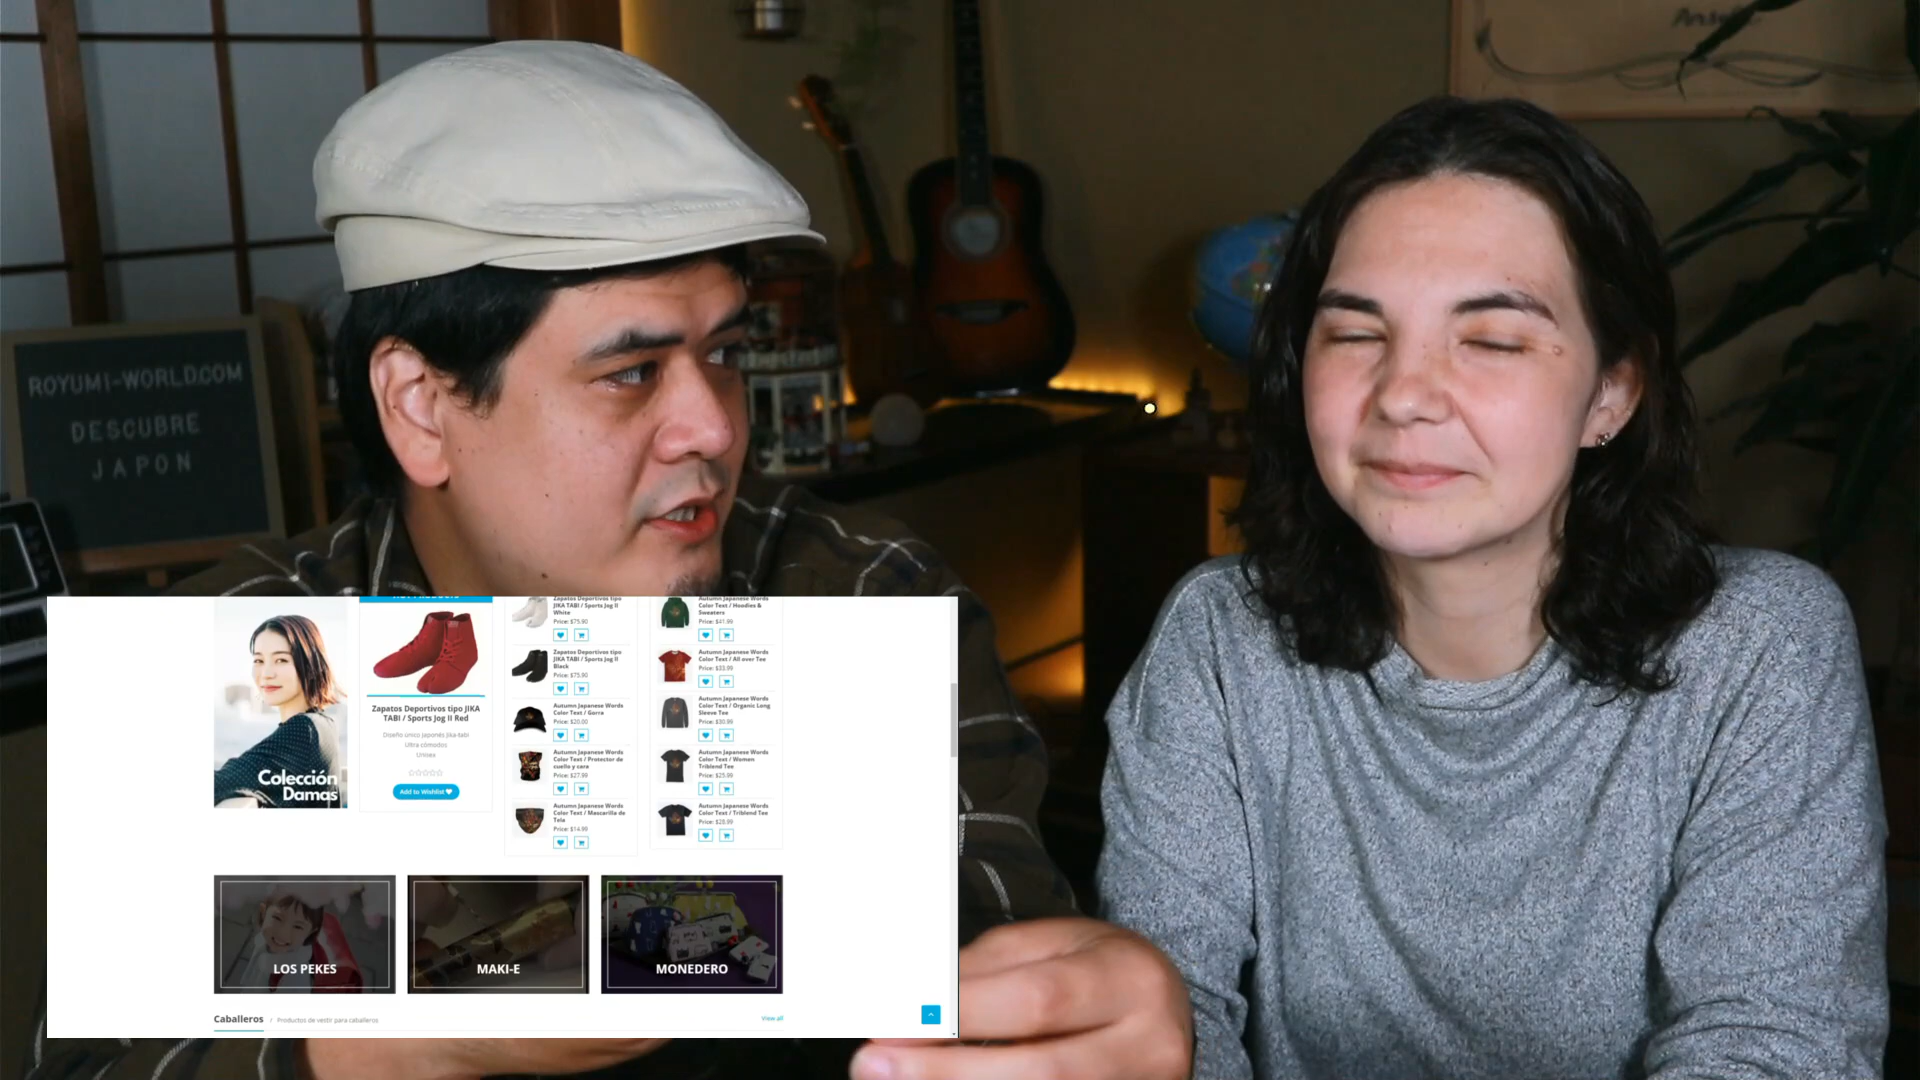 ROYUMI-WORLD.COM
DESCUBRE
JAPON
Colección
Damas
Zapatos Deportivos tipo JIKA
TABI / Sports Jog II Red
Diseño único japonés Jika-tabi
Ultra cómodos
Unisex
Add to Wishlist
Zapatos Deportivos tipo
JIKA TABI / Sports Jog II
White
Price: $75.90
Zapatos Deportivos tipo
JIKA TABI / Sports Jog II
Black
Price: $75.90
Autumn Japanese Words
Color Text / Gorra
Price: $20.00
Autumn Japanese Words
Color Text / Protector de
cuello y cara
Price: $27.99
Autumn Japanese Words
Color Text / Mascarilla de
Tela
Price: $14.99
Autumn Japanese Words
Color Text / Hoodies &
Sweaters
Price: $41.99
Autumn Japanese Words
Color Text / All over Tee
Price: $33.99
Autumn Japanese Words
Color Text / Organic Long
Sleeve Tee
Price: $30.99
Autumn Japanese Words
Color Text / Women
Triblend Tee
Price: $25.99
Autumn Japanese Words
Color Text / Triblend Tee
Price: $28.99
LOS PEKES
MAKI-E
MONEDERO
Caballeros / Productos de vestir para caballeros
View all